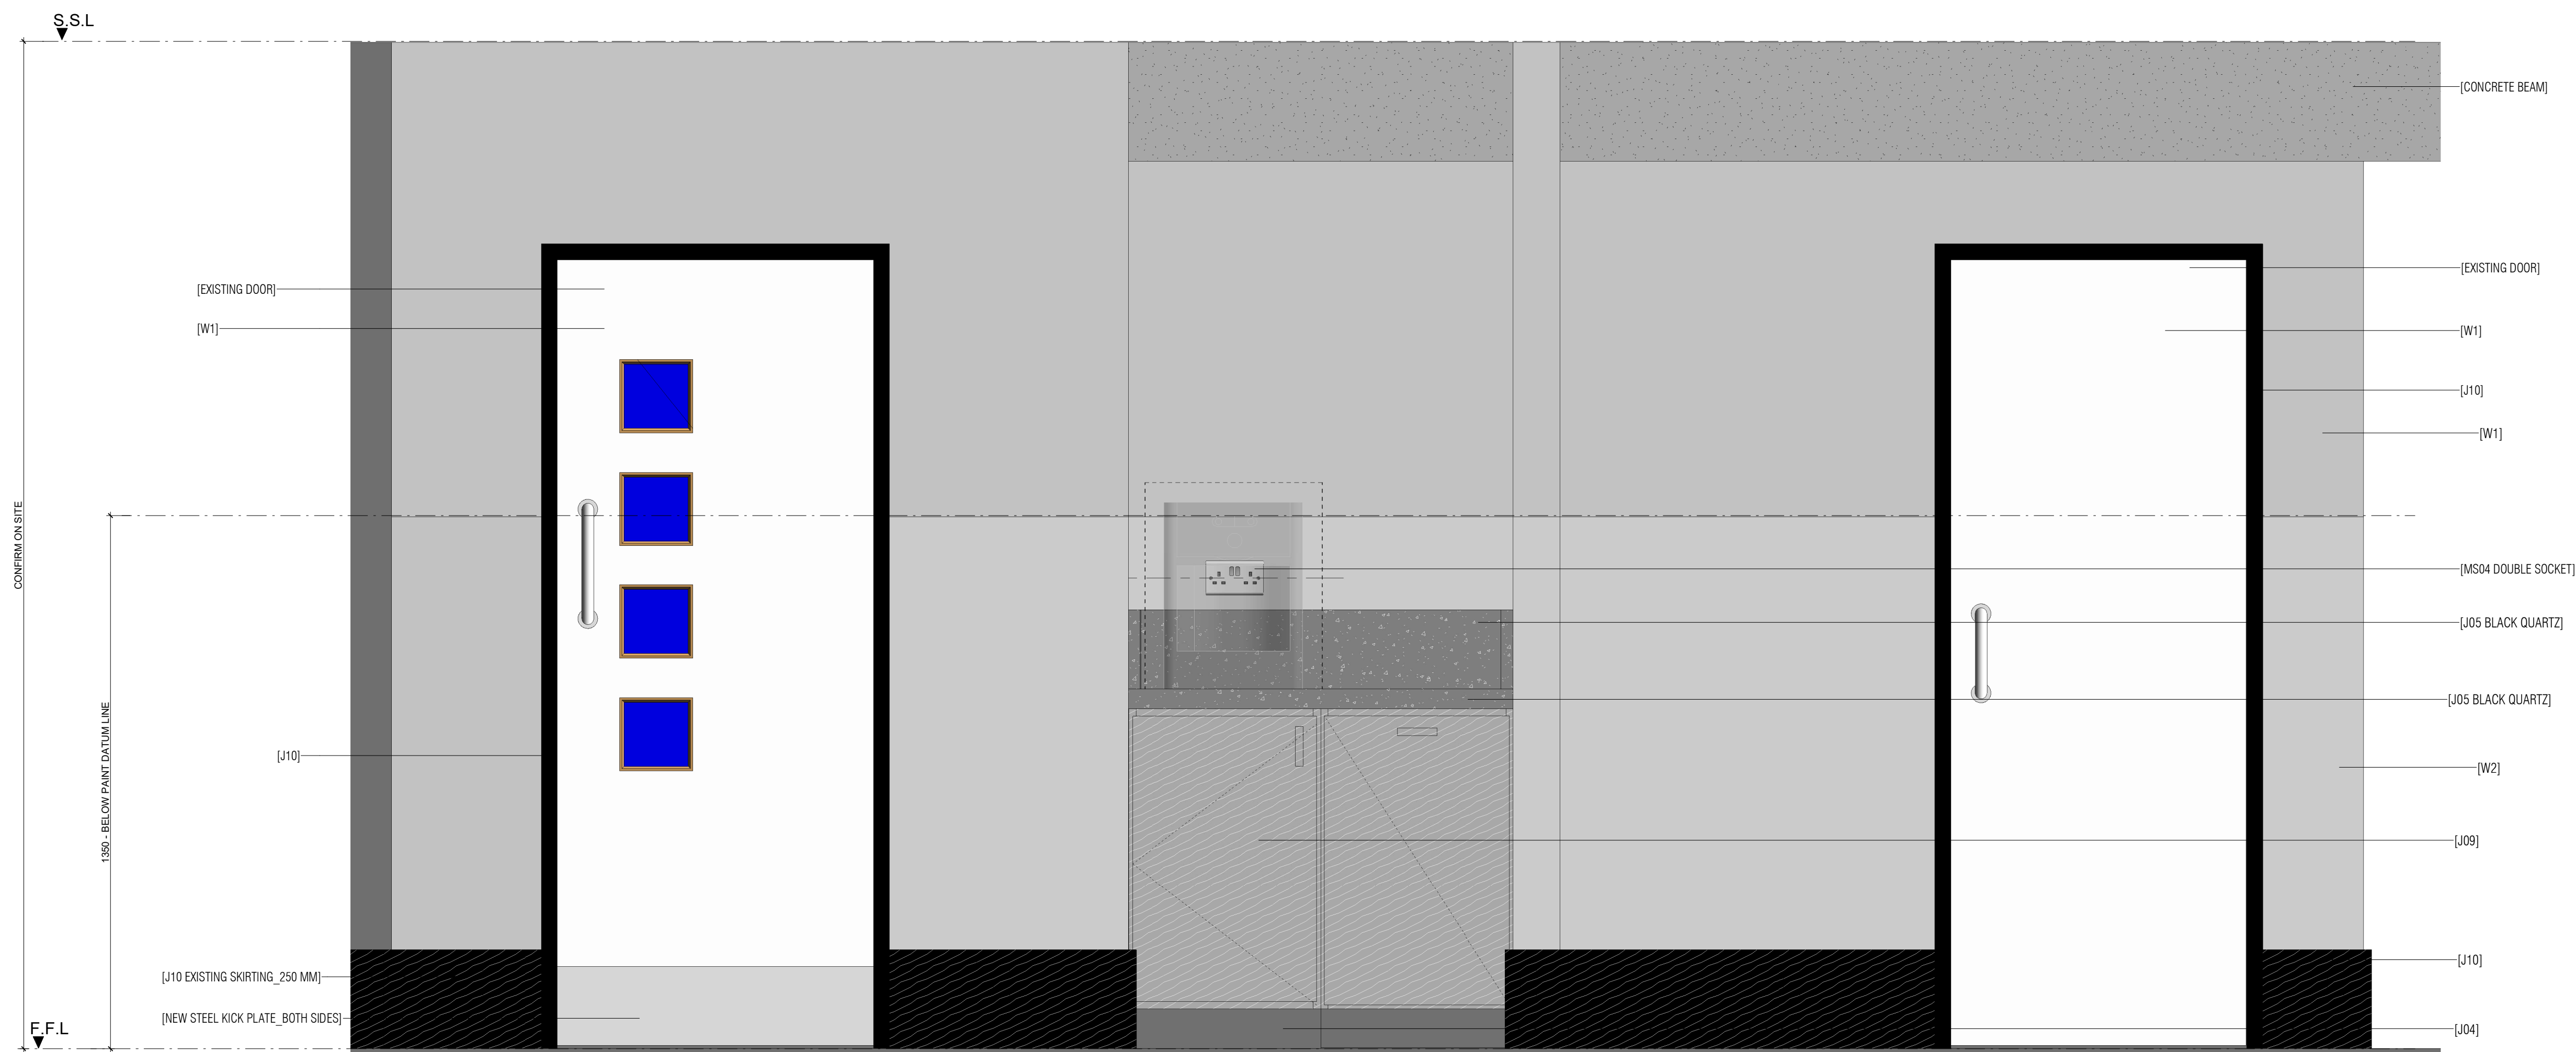 S.S.L
[CONCRETE BEAM]
[EXISTING DOOR]
[EXISTING DOOR]
[W1]
[W1]
[J10]
[W1]
CONFIRM ON SITE
[MS04 DOUBLE SOCKET]
[J05 BLACK QUARTZ]
[J05 BLACK QUARTZ]
1350 - BELOW PAINT DATUM LINE
[J10]
[W2]
[J09]
[J10 EXISTING SKIRTING_250 MM]
[J10]
[NEW STEEL KICK PLATE_BOTH SIDES]
F.F.L
[J04]